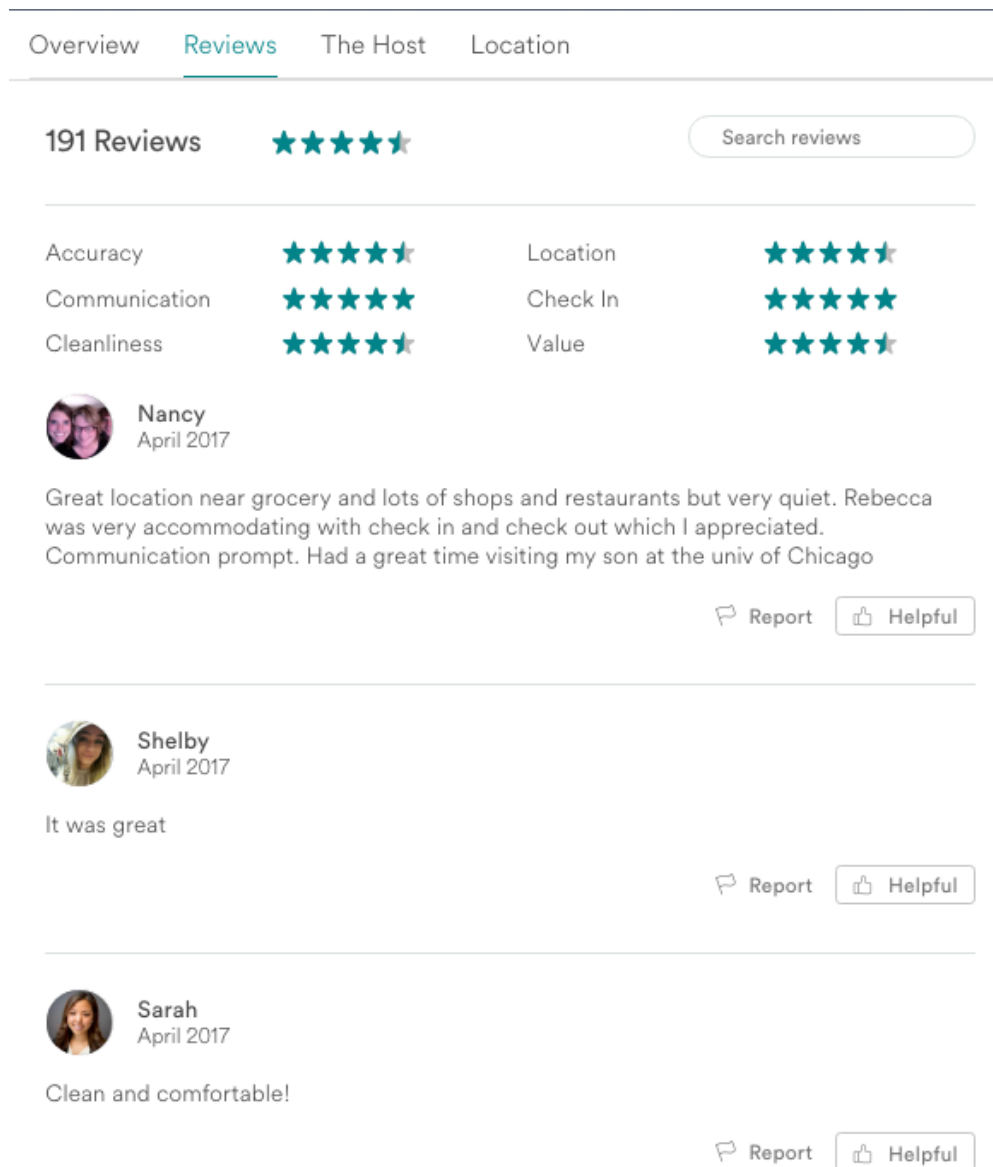 Overview Reviews The Host Location
191 Reviews Search reviews
Accuracy Location
Communication Check In
Cleanliness Value
Nancy
April 2017
Great location near grocery and lots of shops and restaurants but very quiet. Rebecca
was very accommodating with check in and check out which I appreciated.
Communication prompt. Had a great time visiting my son at the univ of Chicago
Report Helpful
Shelby
April 2017
It was great
Report Helpful
Sarah
April 2017
Clean and comfortable!
Report Helpful